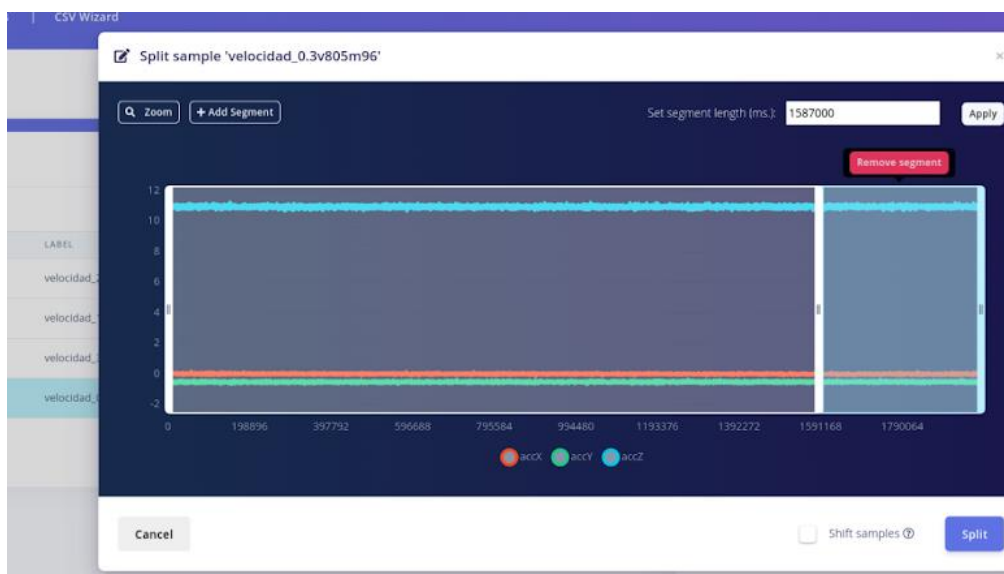 CSV Wizard
Split sample 'velocidad_0.3v805m96'
×
Zoom
+ Add Segment
Set segment length (ms.):
1587000
Apply
Remove segment
12
10
8
6
4
2
0
-2
0 198896 397792 596688 795584 994480 1193376 1392272 1591168 1790064
accX accY accZ
LABEL
velocidad_
velocidad_
velocidad_
velocidad_
Cancel
Shift samples
Split